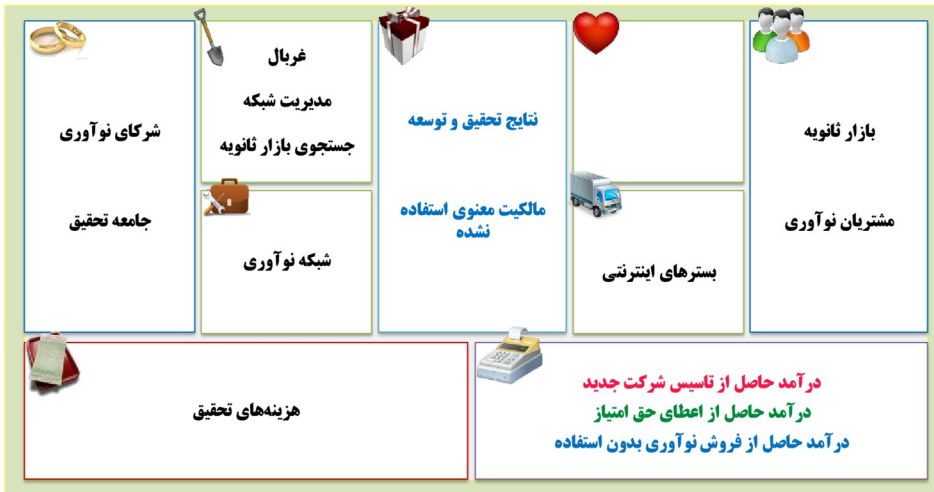 بازار ثانویه
مشتریان نوآوری
بسترهای اینترنتی
نتایج تحقیق و توسعه
مالکیت معنوی استفاده
نشده
غربال
مدیریت شبکه
جستجوی بازار ثانویه
شبکه نوآوری
شرکای نوآوری
جامعه تحقیق
درآمد حاصل از تاسیس شرکت جدید
درآمد حاصل از اعطای حق امتیاز
درآمد حاصل از فروش نوآوری بدون استفاده
هزینه‌های تحقیق